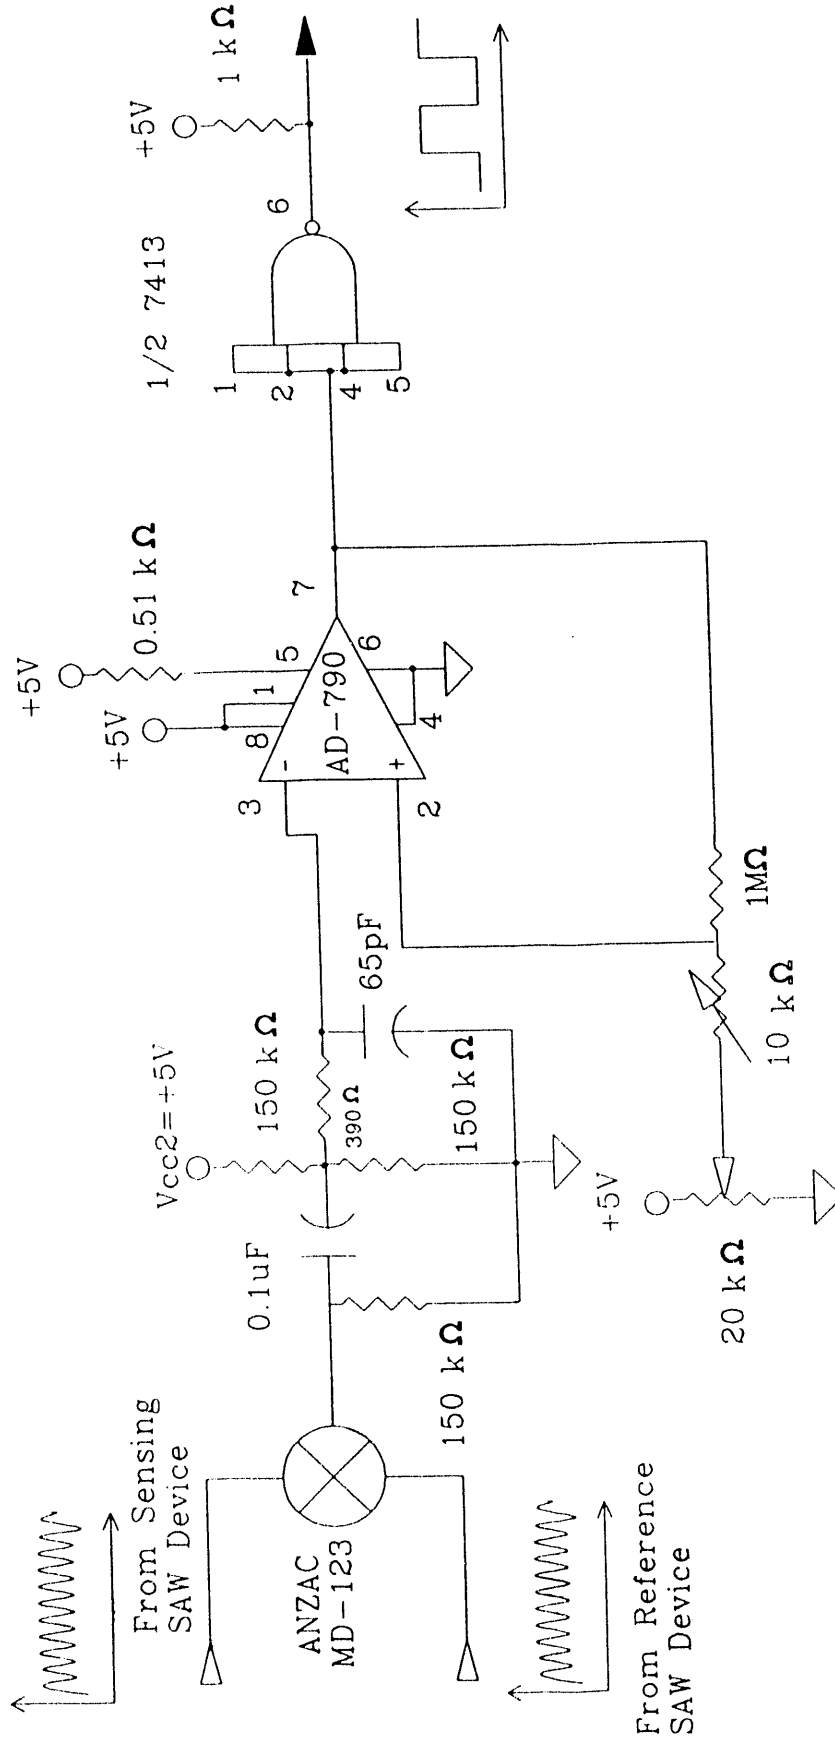 From Sensing
SAW Device
ANZAC
MD-123
From Reference
SAW Device
0.1uF
150 kΩ
Vcc2=+5V
150 kΩ
390Ω
150 kΩ
65pF
+5V
20 kΩ
10 kΩ
1MΩ
+5V
+5V
0.51 kΩ
3
2
8
1
5
-
+
AD-790
4
6
7
1/2 7413
1
2
4
5
6
+5V
1 kΩ